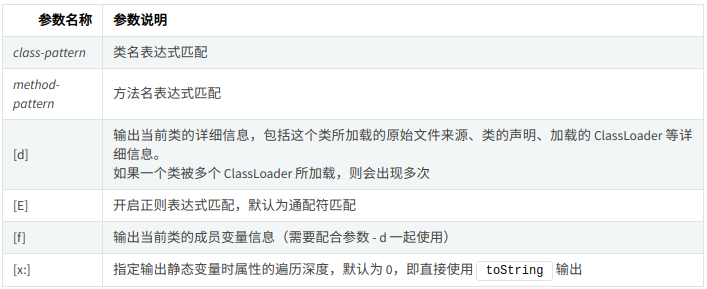 参数名称 参数说明
class-pattern 类名表达式匹配
method-
pattern 方法名表达式匹配
[d] 输出当前类的详细信息，包括这个类所加载的原始文件来源、类的声明、加载的 ClassLoader 等详
细信息。
如果一个类被多个 ClassLoader 所加载，则会出现多次
[E] 开启正则表达式匹配，默认为通配符匹配
[f] 输出当前类的成员变量信息（需要配合参数 - d 一起使用）
[x:] 指定输出静态变量时属性的遍历深度，默认为 0，即直接使用 toString 输出